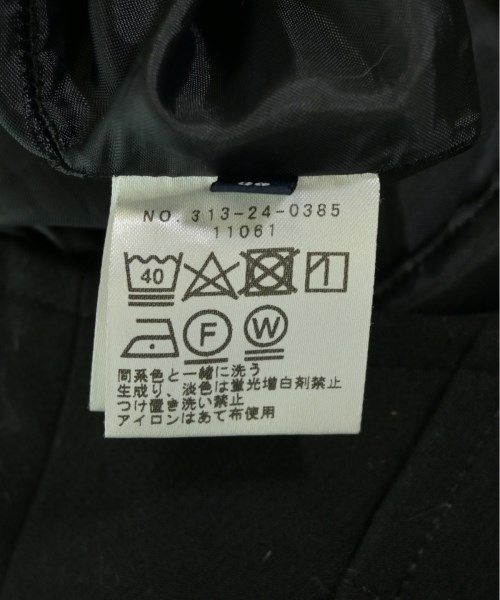 NO. 313-24-0385
11061
40
F
W
同系色と一緒に洗う
生成り、淡色は蛍光増白剤禁止
つけ置き洗い禁止
アイロンはあて布使用